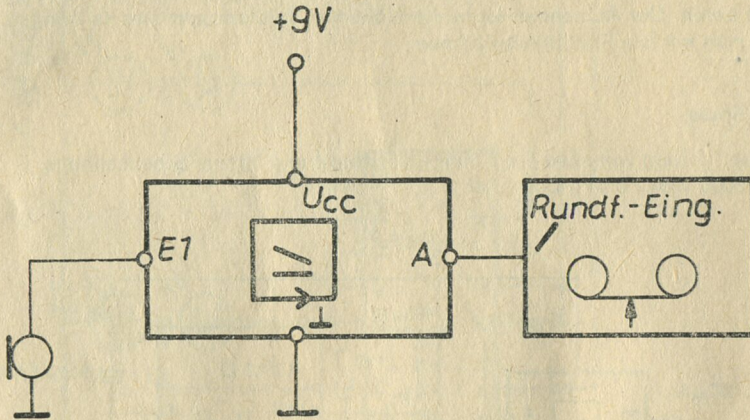 +9V
UCC
Rundf.-Eing.
E1
A